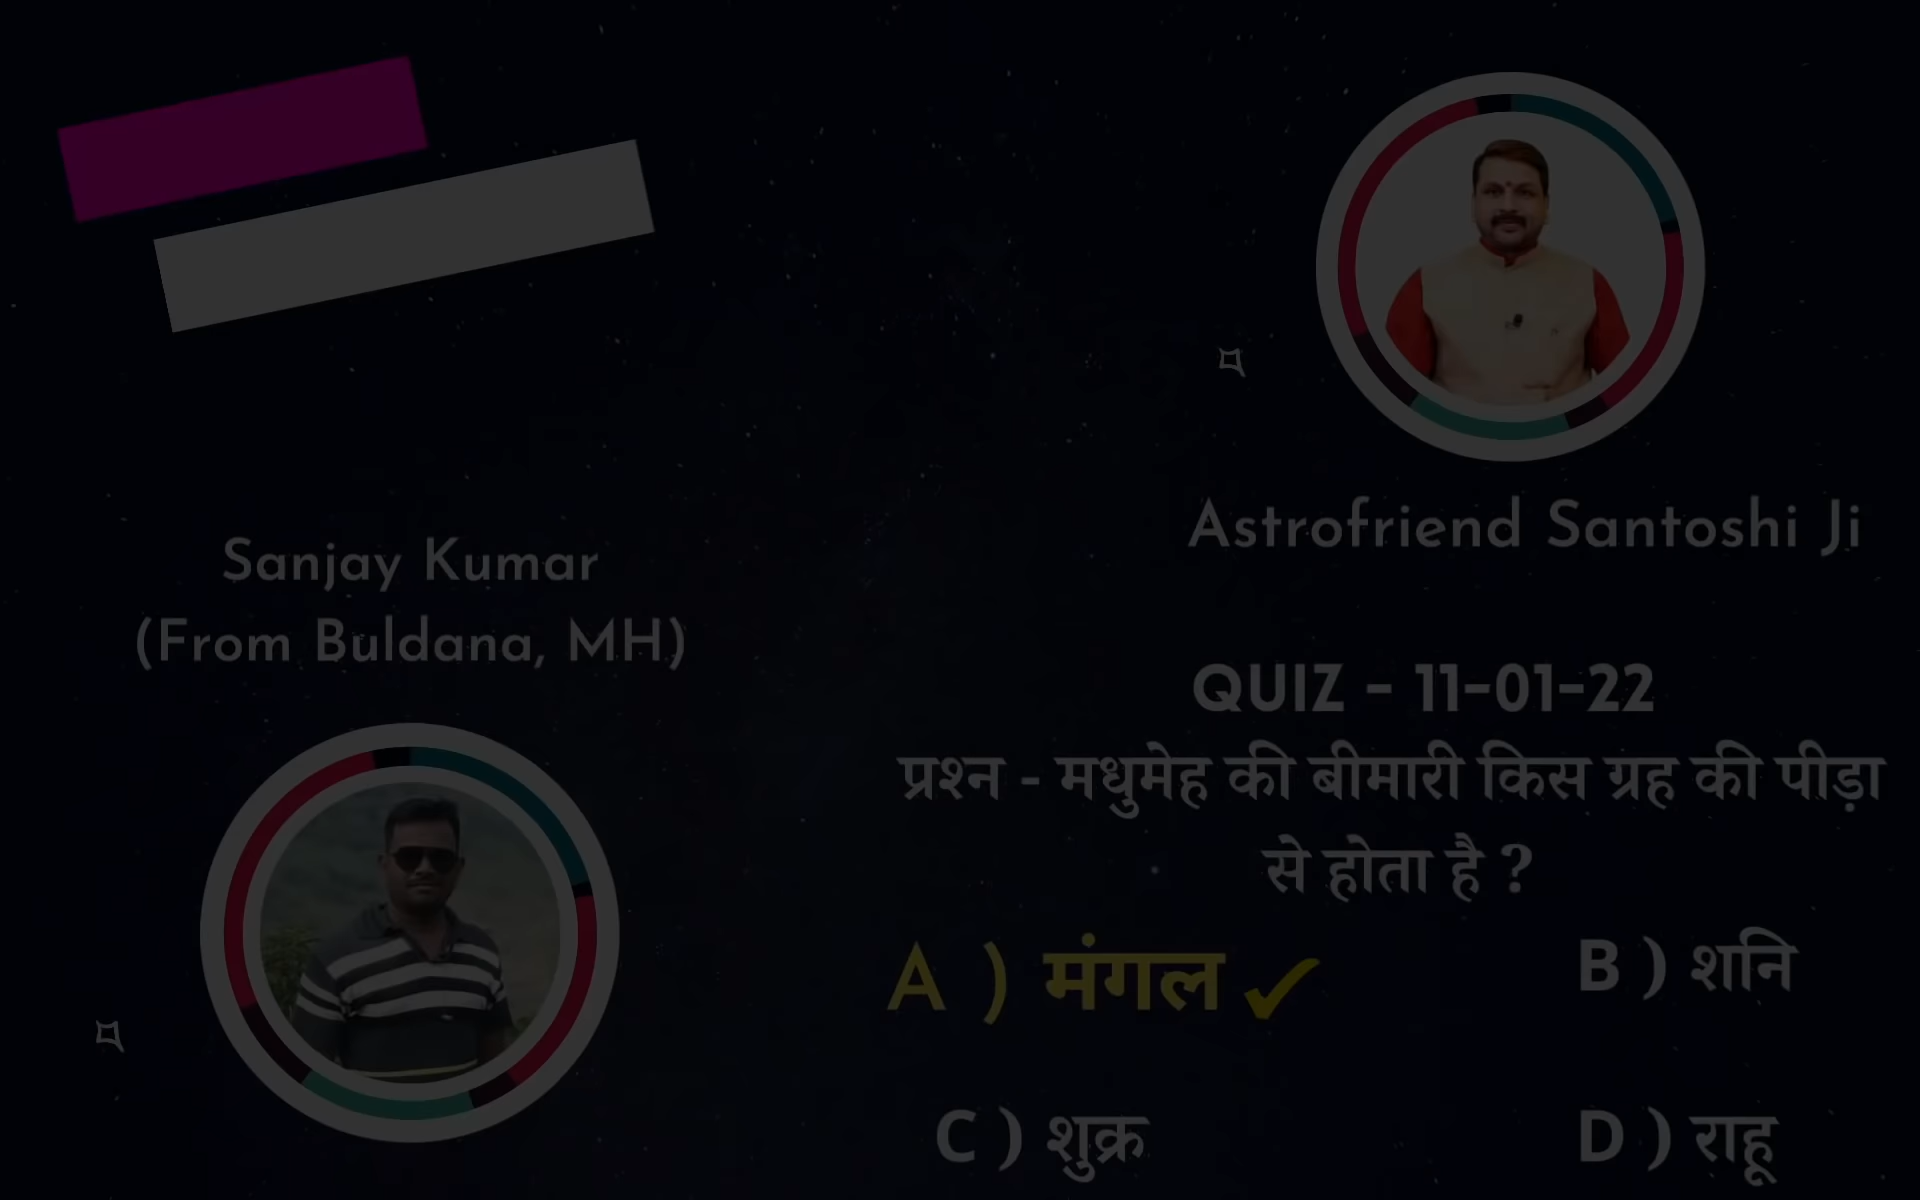 Astrofriend Santoshi Ji
Sanjay Kumar
(From Buldana, MH)
QUIZ - 11-01-22
प्रश्न - मधुमेह की बीमारी किस ग्रह की पीड़ा
से होता है ?
A ) मंगल ✓
B ) शनि
C ) शुक्र
D ) राहू